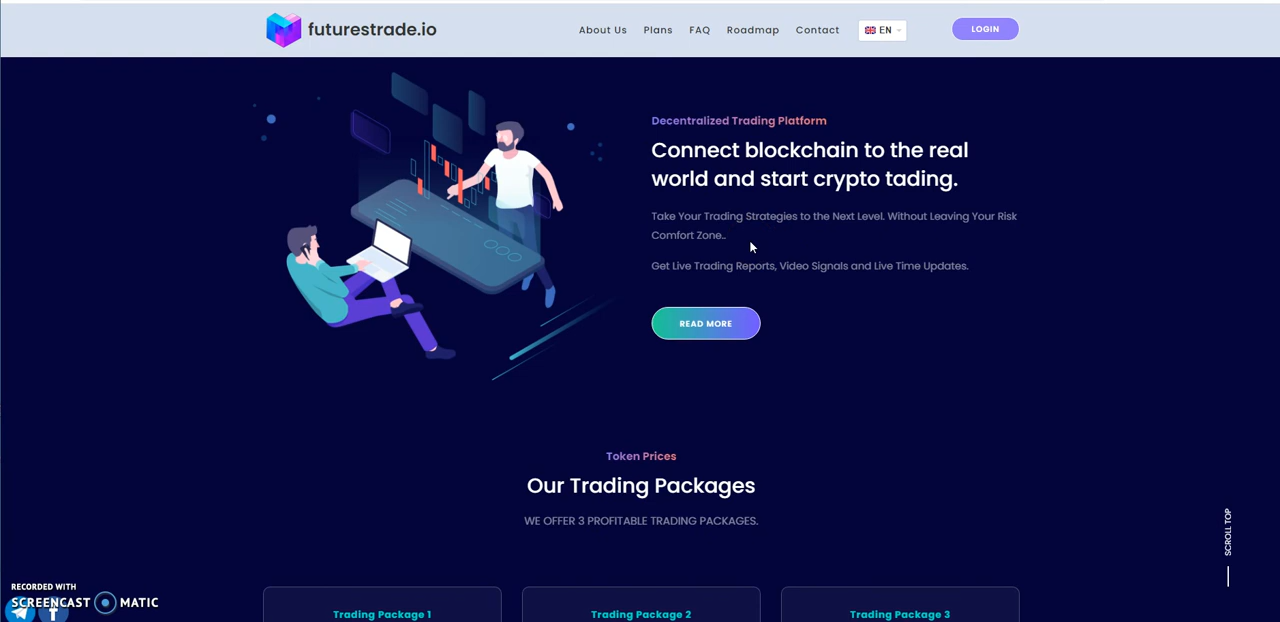 futurestrade.io
About Us Plans FAQ Roadmap Contact EN LOGIN
Decentralized Trading Platform
Connect blockchain to the real
world and start crypto tading.
Take Your Trading Strategies to the Next Level. Without Leaving Your Risk
Comfort Zone..
Get Live Trading Reports, Video Signals and Live Time Updates.
READ MORE
Token Prices
Our Trading Packages
WE OFFER 3 PROFITABLE TRADING PACKAGES.
SCROLL TOP
Trading Package 1
Trading Package 2
Trading Package 3
RECORDED WITH
SCREENCAST MATIC